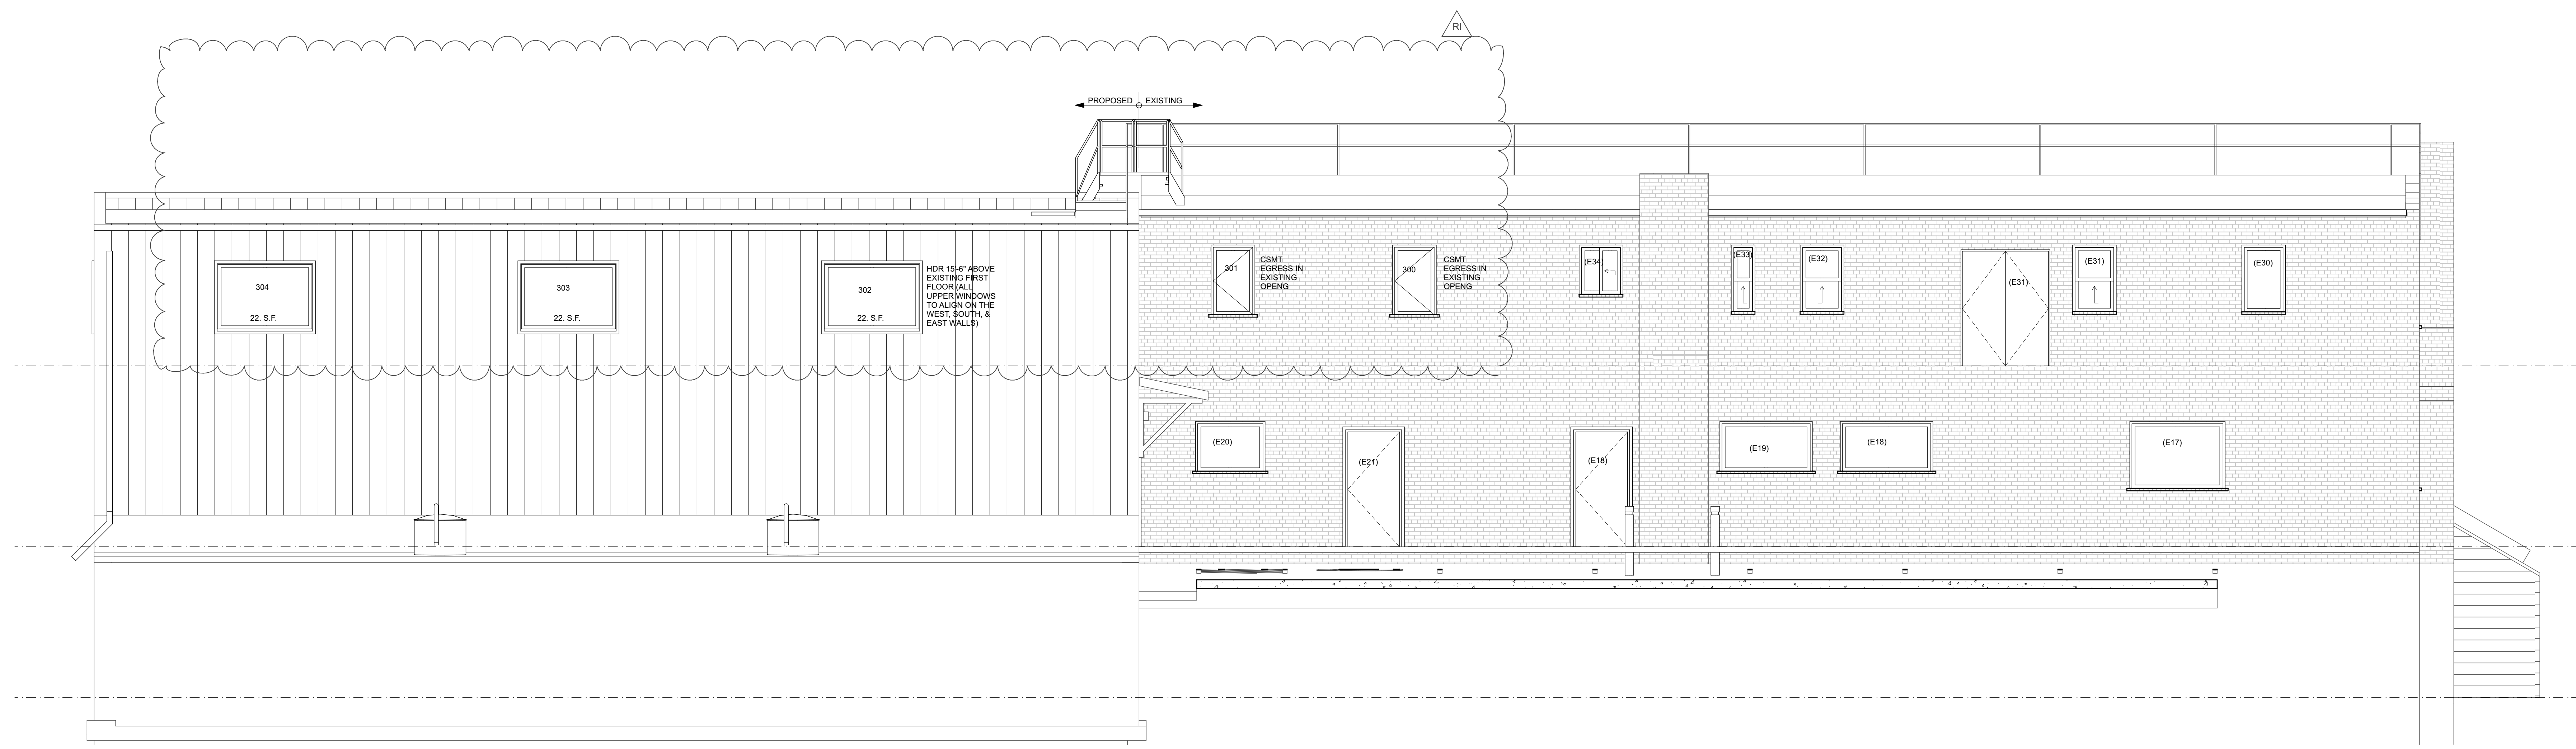 RI
PROPOSED EXISTING
304
22. S.F.
303
22. S.F.
302
22. S.F.
HDR 15'-6" ABOVE
EXISTING FIRST
FLOOR (ALL
UPPER WINDOWS
TO ALIGN ON THE
WEST, SOUTH, &
EAST WALLS)
301
CSMT
EGRESS IN
EXISTING
OPENG
300
CSMT
EGRESS IN
EXISTING
OPENG
(E34)
(E33)
(E32)
(E31)
(E31)
(E30)
(E20)
(E21)
(E18)
(E19)
(E18)
(E17)